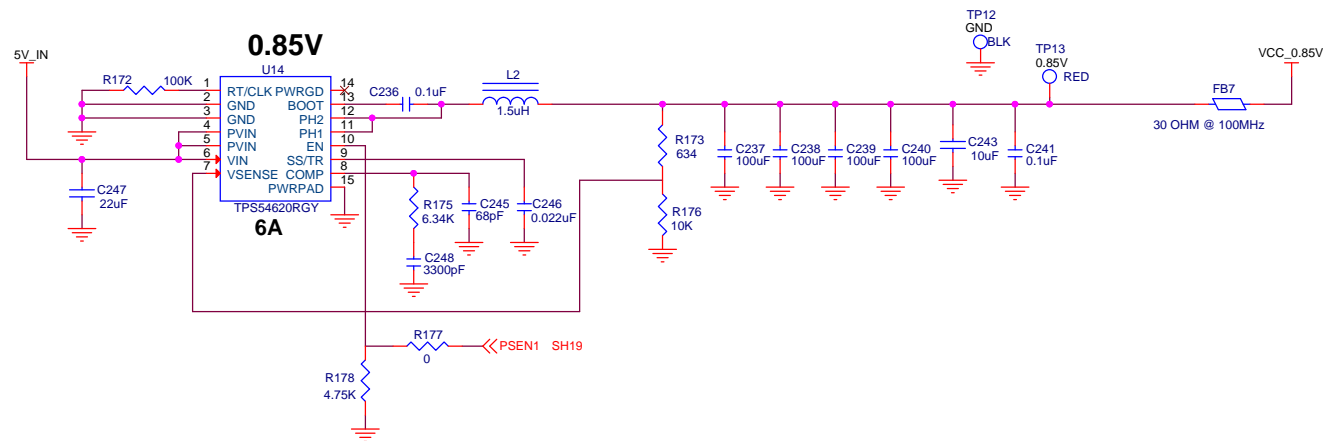 TP12
GND
BLK
TP13
0.85V
RED
5V_IN
0.85V
VCC_0.85V
U14
R172 100K
1 RT/CLK PWRGD 14
2 GND BOOT 13
3 GND PH2 12
4 PVIN PH1 11
5 PVIN EN 10
6 VIN SS/TR 9
7 VSENSE COMP 8
PWRPAD 15
TPS54620RGY
6A
C236 0.1uF
L2
1.5uH
FB7
30 OHM @ 100MHz
R173
634
C237
100uF
C238
100uF
C239
100uF
C240
100uF
C243
10uF
C241
0.1uF
C247
22uF
R175
6.34K
C245
68pF
C246
0.022uF
R176
10K
C248
3300pF
R177
0
PSEN1 SH19
R178
4.75K